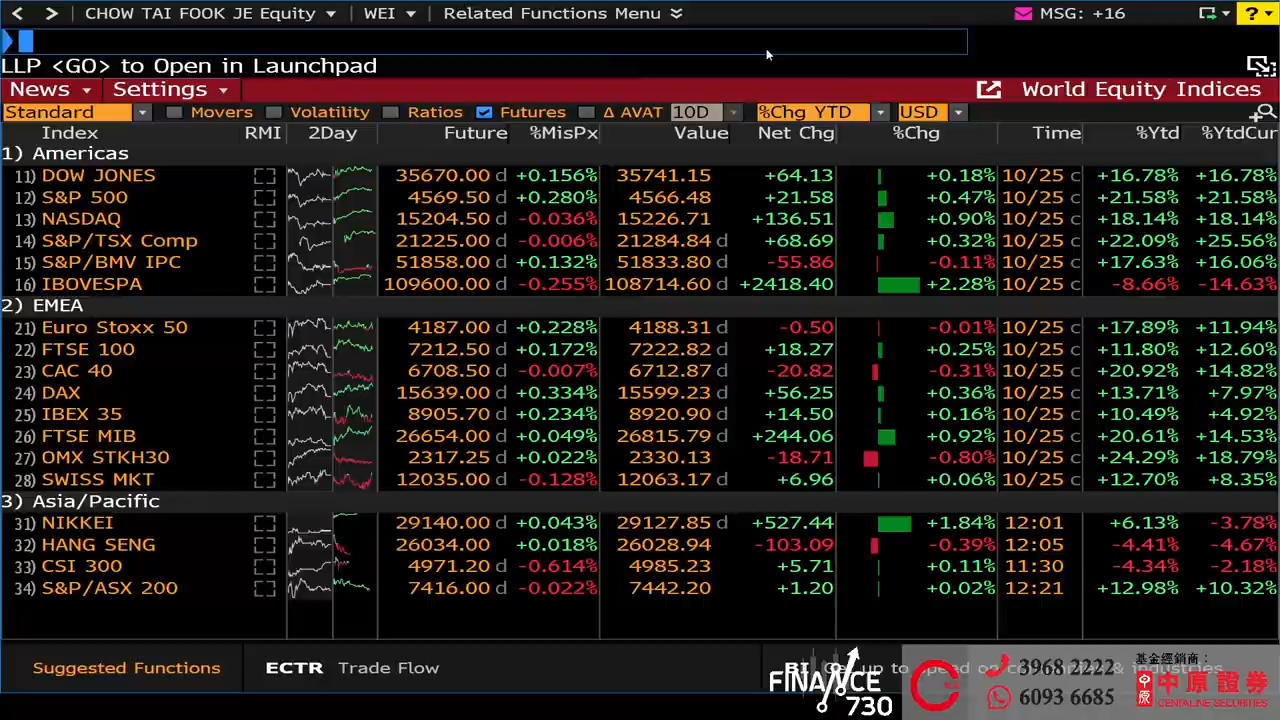 CHOW TAI FOOK JE Equity WEI Related Functions Menu MSG: +16 ?
LLP <GO> to Open in Launchpad
News Settings World Equity Indices
Standard Movers Volatility Ratios Futures Δ AVAT 10D %Chg YTD USD
Index RMI 2Day Future %MisPx Value Net Chg %Chg Time %Ytd %YtdCur
1) Americas
11) DOW JONES 35670.00 d +0.156% 35741.15 +64.13 +0.18% 10/25 c +16.78% +16.78%
12) S&P 500 4569.50 d +0.280% 4566.48 +21.58 +0.47% 10/25 c +21.58% +21.58%
13) NASDAQ 15204.50 d -0.036% 15226.71 +136.51 +0.90% 10/25 c +18.14% +18.14%
14) S&P/TSX Comp 21225.00 d -0.006% 21284.84 d +68.69 +0.32% 10/25 c +22.09% +25.56%
15) S&P/BMV IPC 51858.00 d +0.132% 51833.80 d -55.86 -0.11% 10/25 c +17.63% +16.06%
16) IBOVESPA 109600.00 d -0.255% 108714.60 d +2418.40 +2.28% 10/25 c -8.66% -14.63%
2) EMEA
21) Euro Stoxx 50 4187.00 d +0.228% 4188.31 d -0.50 -0.01% 10/25 c +17.89% +11.94%
22) FTSE 100 7212.50 d +0.172% 7222.82 d +18.27 +0.25% 10/25 c +11.80% +12.60%
23) CAC 40 6708.50 d -0.007% 6712.87 d -20.82 -0.31% 10/25 c +20.92% +14.82%
24) DAX 15639.00 d +0.334% 15599.23 d +56.25 +0.36% 10/25 c +13.71% +7.97%
25) IBEX 35 8905.70 d +0.234% 8920.90 d +14.50 +0.16% 10/25 c +10.49% +4.92%
26) FTSE MIB 26654.00 d +0.049% 26815.79 d +244.06 +0.92% 10/25 c +20.61% +14.53%
27) OMX STKH30 2317.25 d +0.022% 2330.13 -18.71 -0.80% 10/25 c +24.29% +18.79%
28) SWISS MKT 12035.00 d -0.128% 12063.17 d +6.96 +0.06% 10/25 c +12.70% +8.35%
3) Asia/Pacific
31) NIKKEI 29140.00 d +0.043% 29127.85 d +527.44 +1.84% 12:01 +6.13% -3.78%
32) HANG SENG 26034.00 +0.018% 26028.94 -103.09 -0.39% 12:05 -4.41% -4.67%
33) CSI 300 4971.20 d -0.614% 4985.23 +5.71 +0.11% 11:30 -4.34% -2.18%
34) S&P/ASX 200 7416.00 d -0.022% 7442.20 +1.20 +0.02% 12:21 +12.98% +10.32%
Suggested Functions ECTR Trade Flow BI Get up to speed on companies & industries
FINANCE
730
3968 2222
6093 6685
基金經銷商：
中原證券
CENTALINE SECURITIES